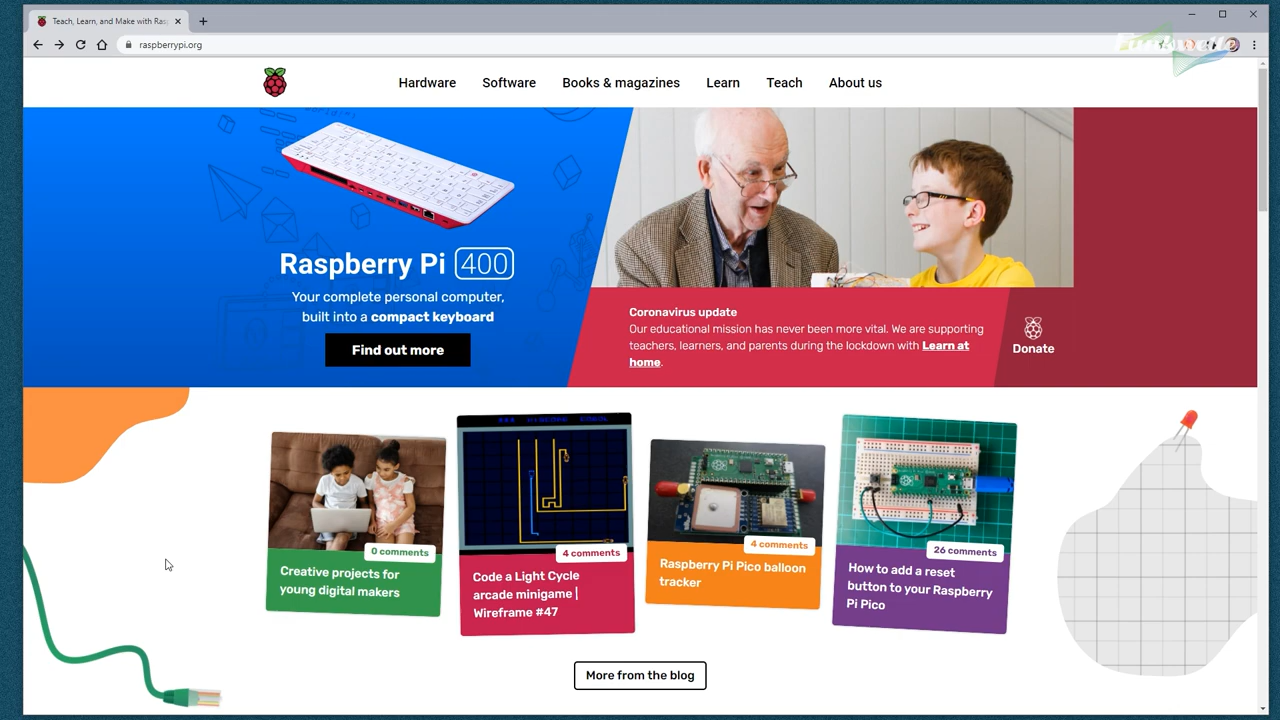 Teach, Learn, and Make with Rasp
raspberrypi.org
Funkwelle
Hardware
Software
Books & magazines
Learn
Teach
About us
Raspberry Pi 400
Your complete personal computer,
built into a compact keyboard
Find out more
Coronavirus update
Our educational mission has never been more vital. We are supporting
teachers, learners, and parents during the lockdown with Learn at
home.
Donate
0 comments
Creative projects for
young digital makers
4 comments
Code a Light Cycle
arcade minigame |
Wireframe #47
4 comments
Raspberry Pi Pico balloon
tracker
26 comments
How to add a reset
button to your Raspberry
Pi Pico
More from the blog